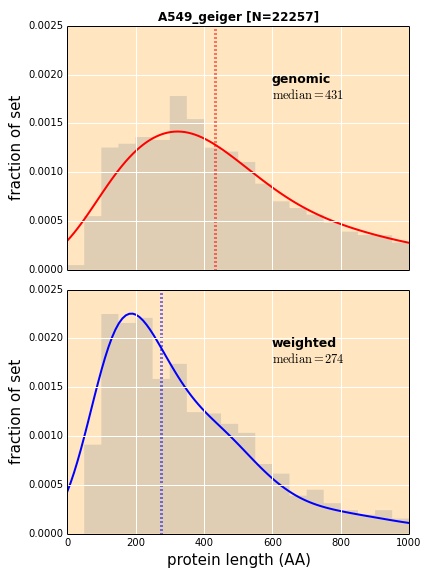 A549_geiger [N=22257]
0.0025
0.0020
0.0015
0.0010
0.0005
0.0000
fraction of set
genomic
median = 431
0.0025
0.0020
0.0015
0.0010
0.0005
0.0000
fraction of set
weighted
median = 274
0 200 400 600 800 1000
protein length (AA)